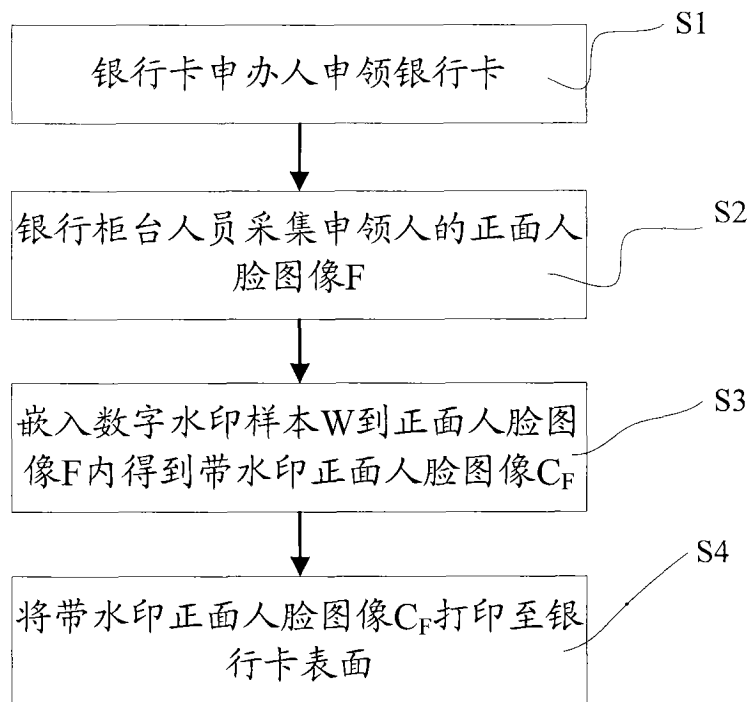 S1
银行卡申办人申领银行卡
S2
银行柜台人员采集申领人的正面人
脸图像F
S3
嵌入数字水印样本W到正面人脸图
像F内得到带水印正面人脸图像C_F
S4
将带水印正面人脸图像C_F打印至银
行卡表面